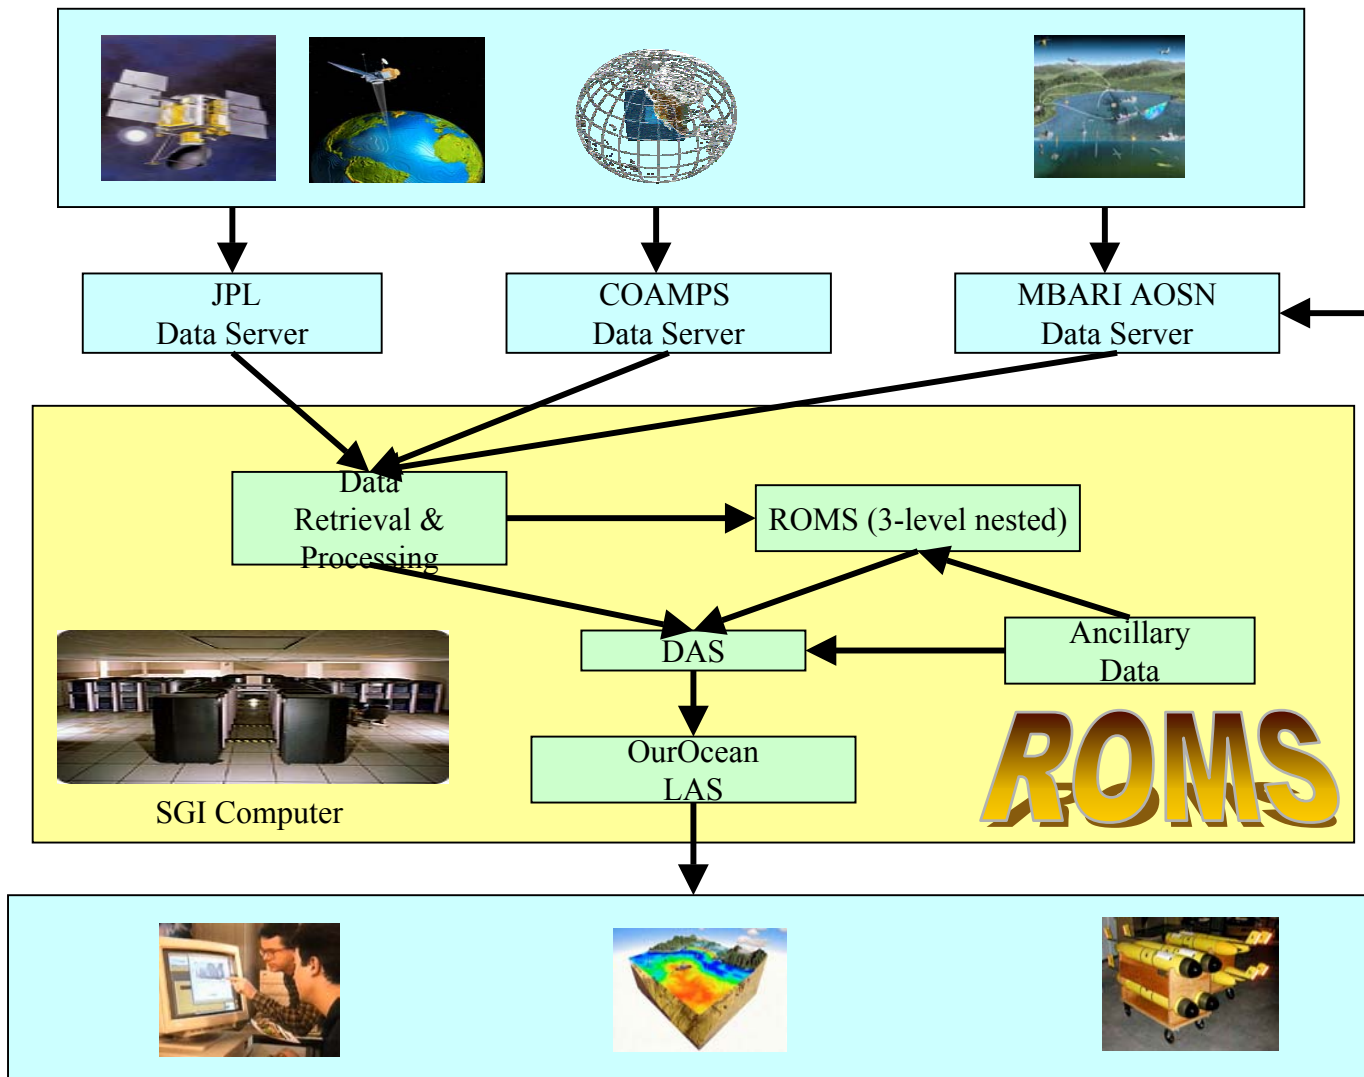 JPL
Data Server
COAMPS
Data Server
MBARI AOSN
Data Server
Data
Retrieval &
Processing
ROMS (3-level nested)
DAS
Ancillary
Data
OurOcean
LAS
SGI Computer
ROMS